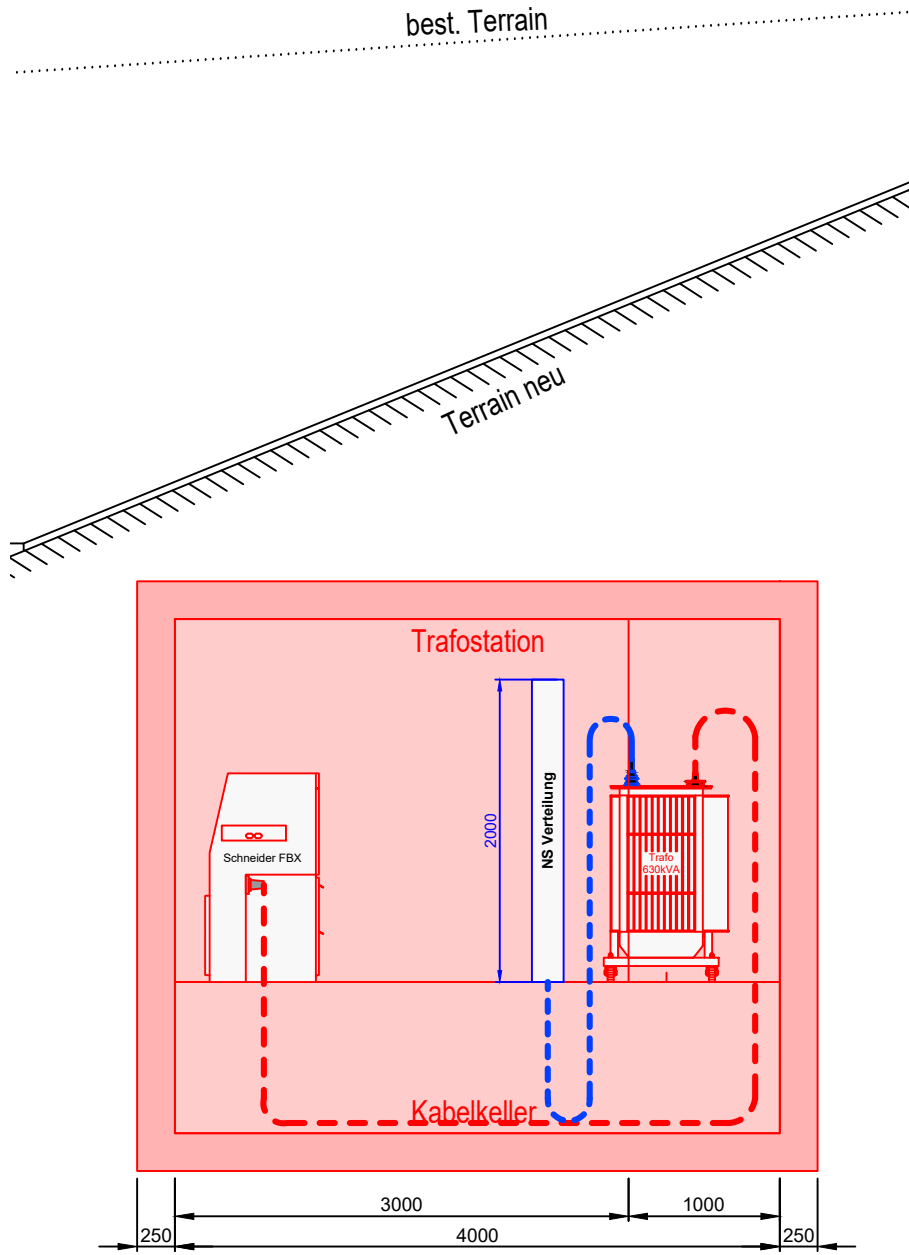 best. Terrain
Terrain neu
Trafostation
2000
NS Verteilung
Schneider FBX
Trafo
630kVA
Kabelkeller
3000
1000
250
4000
250